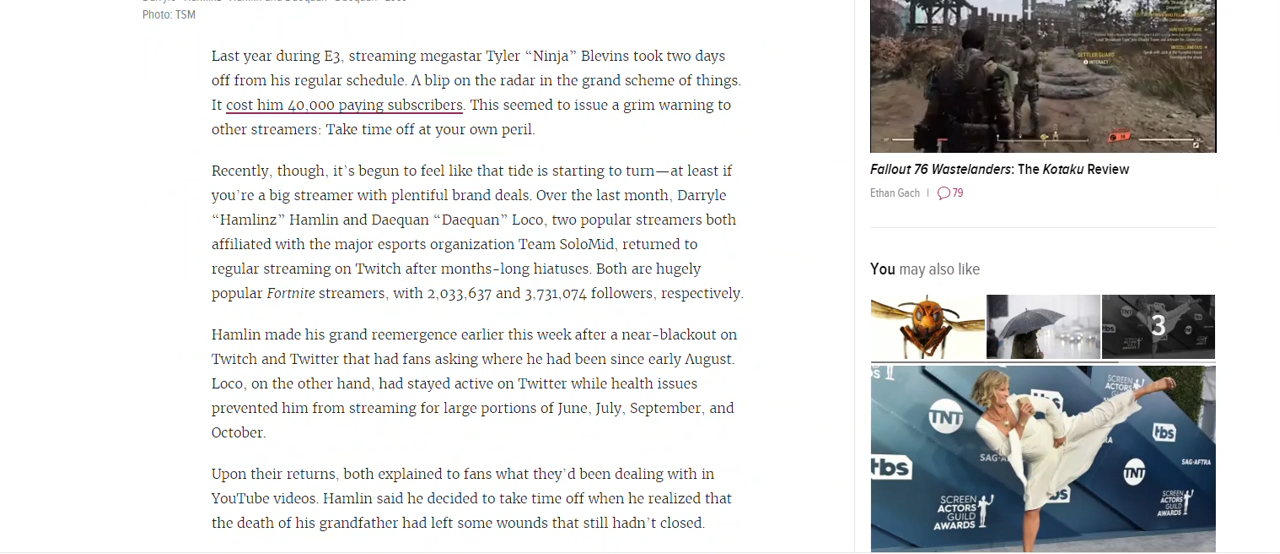 Photo: TSM
Last year during E3, streaming megastar Tyler “Ninja” Blevins took two days
off from his regular schedule. A blip on the radar in the grand scheme of things.
It cost him 40,000 paying subscribers. This seemed to issue a grim warning to
other streamers: Take time off at your own peril.
Recently, though, it’s begun to feel like that tide is starting to turn—at least if
you’re a big streamer with plentiful brand deals. Over the last month, Darryle
“Hamlinz” Hamlin and Daequan “Daequan” Loco, two popular streamers both
affiliated with the major esports organization Team SoloMid, returned to
regular streaming on Twitch after months-long hiatuses. Both are hugely
popular Fortnite streamers, with 2,033,637 and 3,731,074 followers, respectively.
Hamlin made his grand reemergence earlier this week after a near-blackout on
Twitch and Twitter that had fans asking where he had been since early August.
Loco, on the other hand, had stayed active on Twitter while health issues
prevented him from streaming for large portions of June, July, September, and
October.
Upon their returns, both explained to fans what they’d been dealing with in
YouTube videos. Hamlin said he decided to take time off when he realized that
the death of his grandfather had left some wounds that still hadn’t closed.
SETTLER GUARD
INTERACT
Fallout 76 Wastelanders: The Kotaku Review
Ethan Gach | 79
You may also like
3
SCREEN
ACTORS
TNT
tbs
SAG-AFTRA
tbs
TNT
SCREEN
ACTORS
GUILD
AWARDS
SCREEN
ACTORS
GUILD
AWARDS